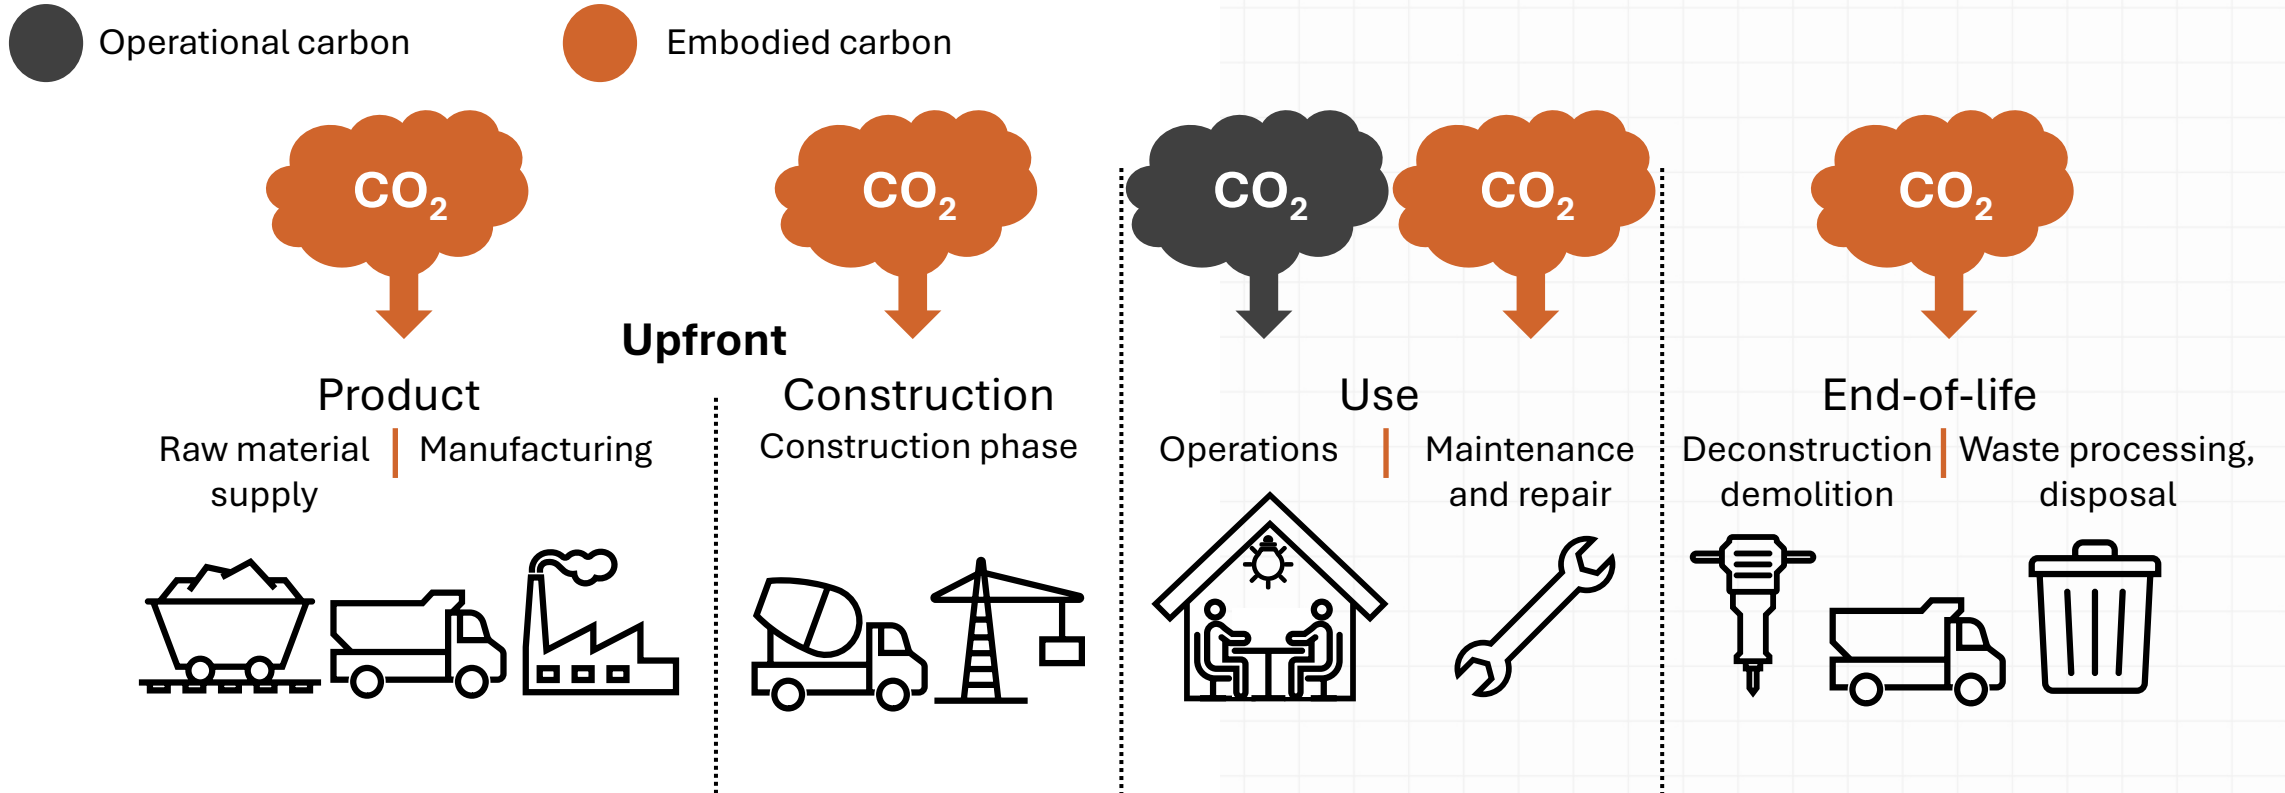 Operational carbon
Embodied carbon
CO₂
CO₂
CO₂
CO₂
CO₂
Upfront
Product
Construction
Use
End-of-life
Raw material
supply
Manufacturing
Construction phase
Operations
Maintenance
and repair
Deconstruction
demolition
Waste processing,
disposal